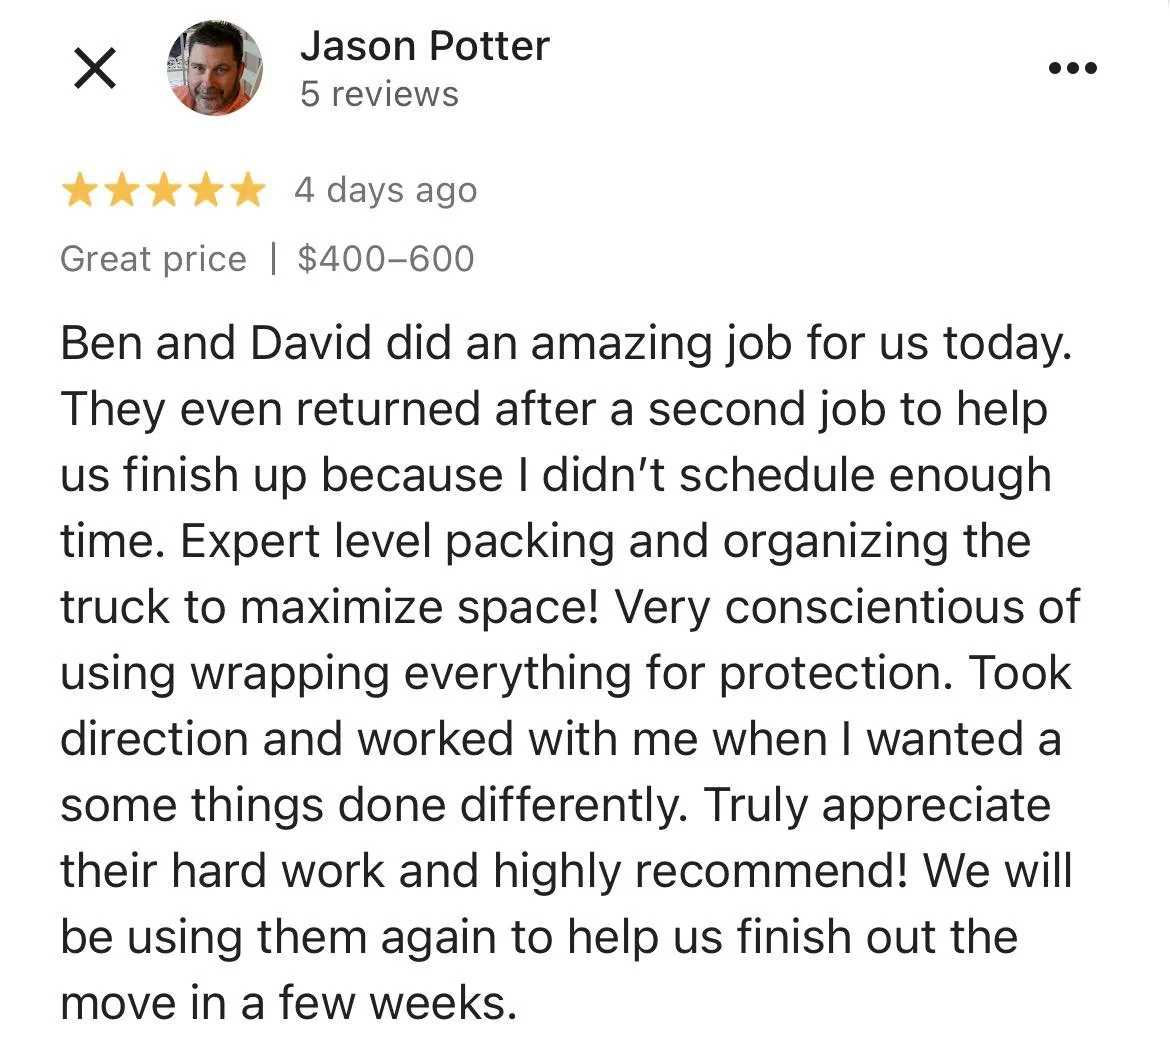 Jason Potter
5 reviews
4 days ago
Great price | $400–600
Ben and David did an amazing job for us today.
They even returned after a second job to help
us finish up because I didn’t schedule enough
time. Expert level packing and organizing the
truck to maximize space! Very conscientious of
using wrapping everything for protection. Took
direction and worked with me when I wanted a
some things done differently. Truly appreciate
their hard work and highly recommend! We will
be using them again to help us finish out the
move in a few weeks.